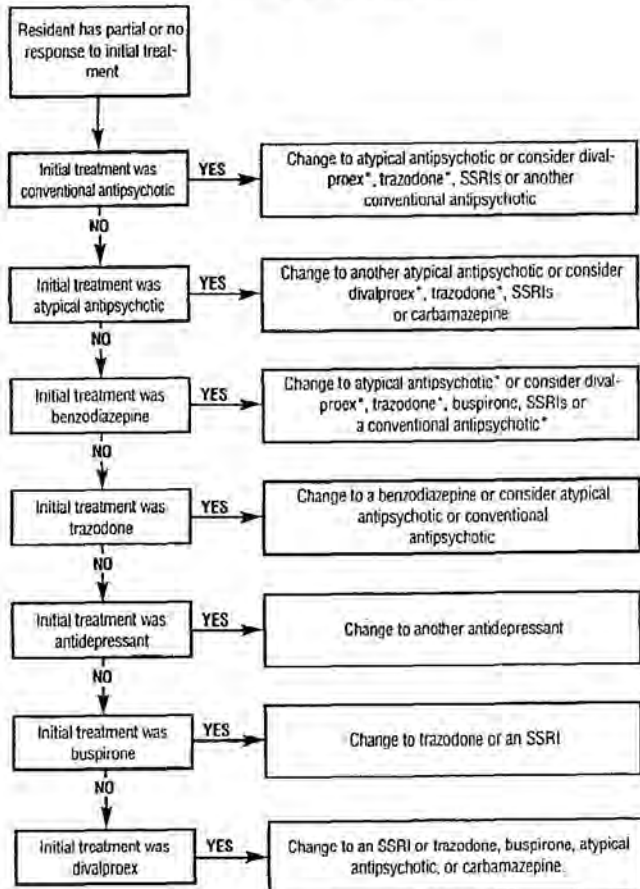 Resident has partial or no
response to initial treat-
ment
Initial treatment was
conventional antipsychotic
YES
Change to atypical antipsychotic or consider dival-
proex*, trazodone*, SSRIs or another
conventional antipsychotic
NO
Initial treatment was
atypical antipsychotic
YES
Change to another atypical antipsychotic or consider
divalproex*, trazodone*, SSRIs
or carbamazepine
NO
Initial treatment was
benzodiazepine
YES
Change to atypical antipsychotic* or consider dival-
proex*, trazodone*, buspirone, SSRIs or
a conventional antipsychotic*
NO
Initial treatment was
trazodone
YES
Change to a benzodiazepine or consider atypical
antipsychotic or conventional
antipsychotic
NO
Initial treatment was
antidepressant
YES
Change to another antidepressant
NO
Initial treatment was
buspirone
YES
Change to trazodone or an SSRI
NO
Initial treatment was
divalproex
YES
Change to an SSRI or trazodone, buspirone, atypical
antipsychotic, or carbamazepine.